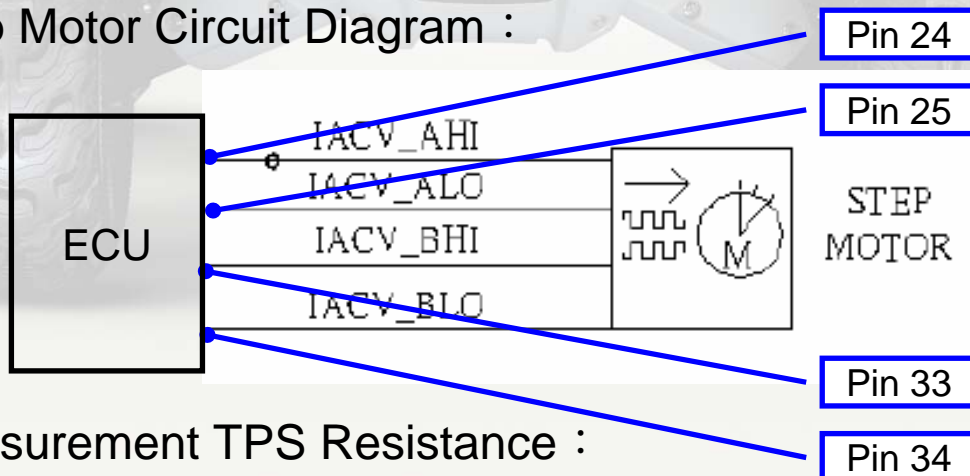 Motor Circuit Diagram：
Pin 24
Pin 25
IACV_AHI
IACV_ALO
IACV_BHI
IACV_BLO
ECU
M
STEP
MOTOR
Pin 33
Pin 34
surement TPS Resistance：